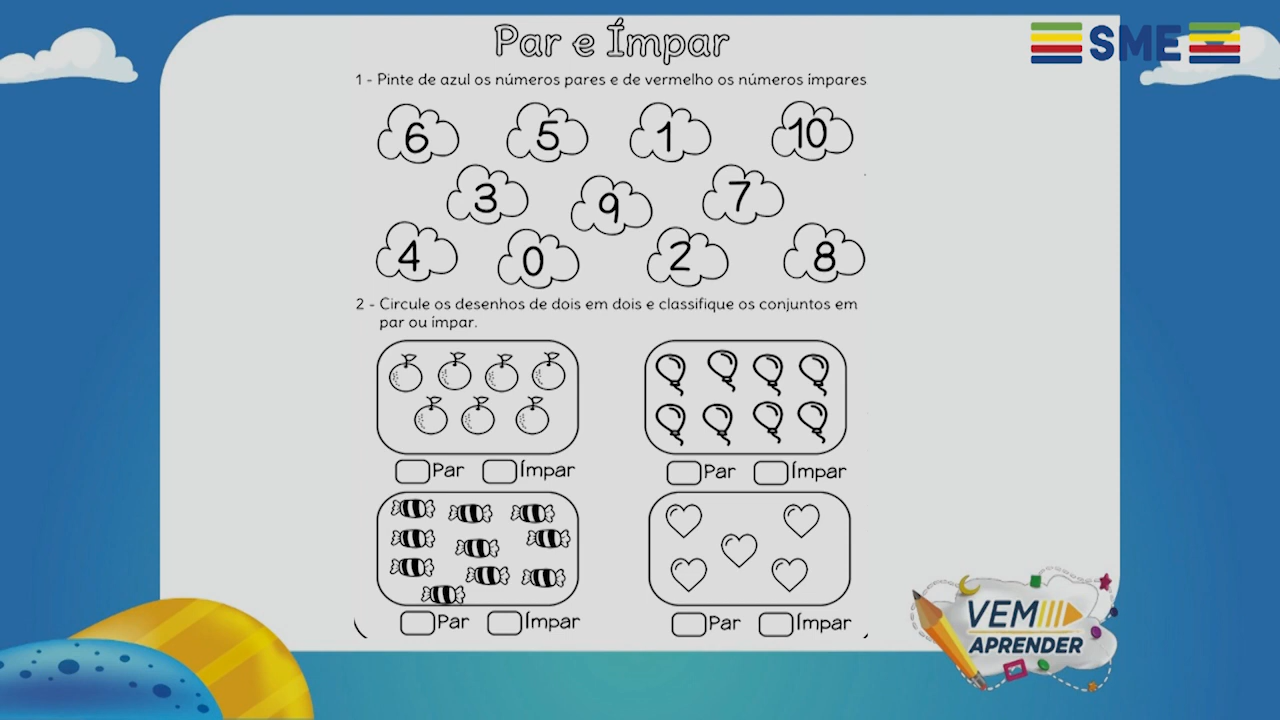 Par e Ímpar
SME
1 - Pinte de azul os números pares e de vermelho os números ímpares
6 5 1 10
3 9 7
4 0 2 8
2 - Circule os desenhos de dois em dois e classifique os conjuntos em
par ou ímpar.
Par Ímpar Par Ímpar
Par Ímpar Par Ímpar
VEM
APRENDER